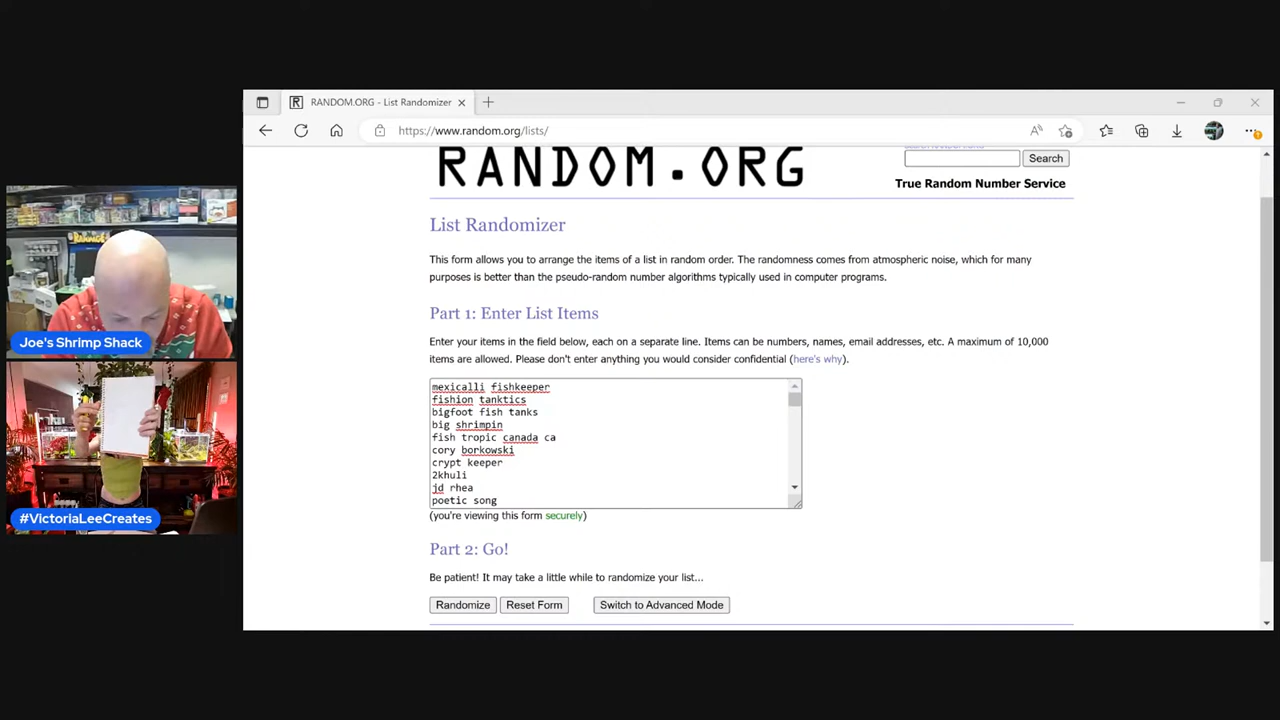 RANDOM.ORG - List Randomizer
https://www.random.org/lists/
RANDOM.ORG
Search
True Random Number Service
List Randomizer
This form allows you to arrange the items of a list in random order. The randomness comes from atmospheric noise, which for many
purposes is better than the pseudo-random number algorithms typically used in computer programs.
Part 1: Enter List Items
Enter your items in the field below, each on a separate line. Items can be numbers, names, email addresses, etc. A maximum of 10,000
items are allowed. Please don't enter anything you would consider confidential (here's why).
mexicalli fishkeeper
fishion tanktics
bigfoot fish tanks
big shrimpin
fish tropic canada ca
cory borkowski
crypt keeper
2khuli
jd rhea
poetic song
(you're viewing this form securely)
Part 2: Go!
Be patient! It may take a little while to randomize your list...
Randomize Reset Form Switch to Advanced Mode
Joe's Shrimp Shack
#VictoriaLeeCreates